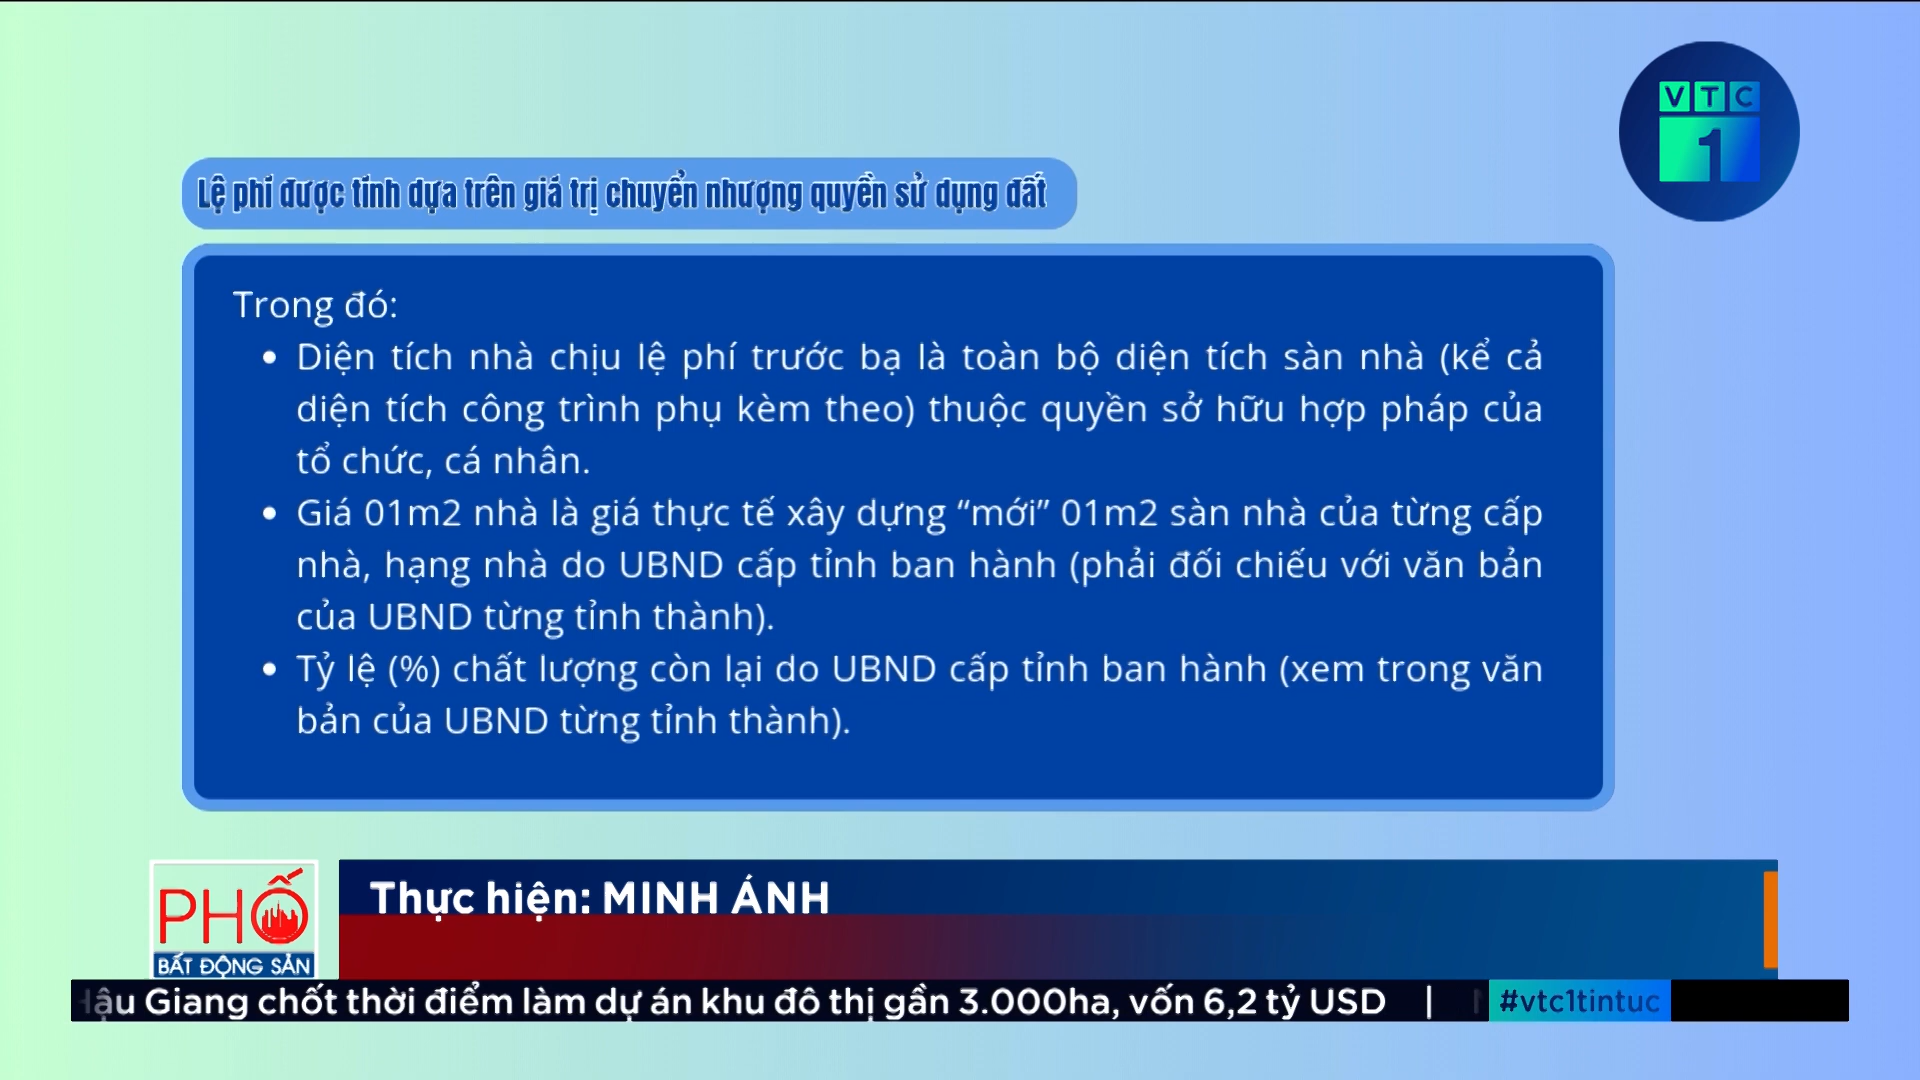 VTC
1
Lệ phí được tính dựa trên giá trị chuyển nhượng quyền sử dụng đất
Trong đó:
• Diện tích nhà chịu lệ phí trước bạ là toàn bộ diện tích sàn nhà (kể cả
diện tích công trình phụ kèm theo) thuộc quyền sở hữu hợp pháp của
tổ chức, cá nhân.
• Giá 01m2 nhà là giá thực tế xây dựng “mới” 01m2 sàn nhà của từng cấp
nhà, hạng nhà do UBND cấp tỉnh ban hành (phải đối chiếu với văn bản
của UBND từng tỉnh thành).
• Tỷ lệ (%) chất lượng còn lại do UBND cấp tỉnh ban hành (xem trong văn
bản của UBND từng tỉnh thành).
PHỐ
BẤT ĐỘNG SẢN
Thực hiện: MINH ÁNH
Hậu Giang chốt thời điểm làm dự án khu đô thị gần 3.000ha, vốn 6,2 tỷ USD |
#vtc1tintuc